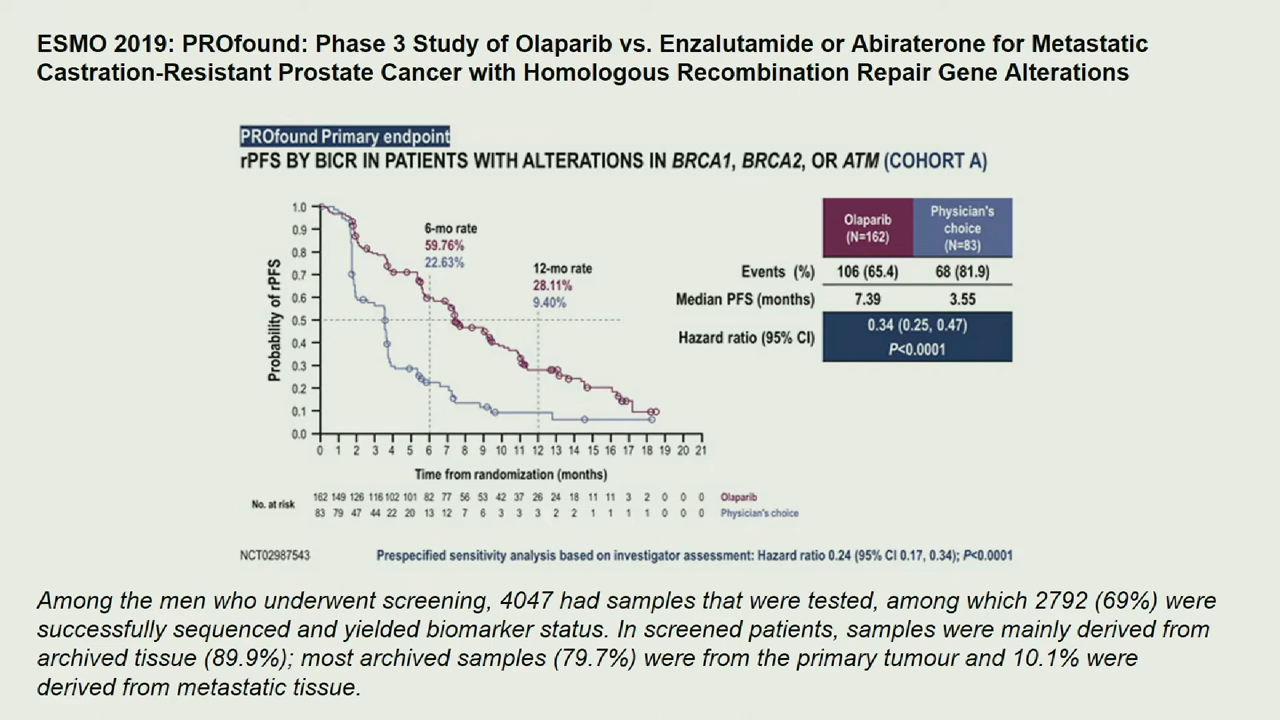 ESMO 2019: PROfound: Phase 3 Study of Olaparib vs. Enzalutamide or Abiraterone for Metastatic
Castration-Resistant Prostate Cancer with Homologous Recombination Repair Gene Alterations
PROfound Primary endpoint
rPFS BY BICR IN PATIENTS WITH ALTERATIONS IN BRCA1, BRCA2, OR ATM (COHORT A)
Probability of rPFS
1.0
0.9
0.8
0.7
0.6
0.5
0.4
0.3
0.2
0.1
0.0
6-mo rate
59.76%
22.63%
12-mo rate
28.11%
9.40%
0 1 2 3 4 5 6 7 8 9 10 11 12 13 14 15 16 17 18 19 20 21
Time from randomization (months)
No. at risk
162 149 126 116 102 101 82 77 56 53 42 37 26 24 18 11 11 3 2 0 0 0 Olaparib
83 79 47 44 22 20 13 12 7 6 3 3 3 2 2 1 1 1 1 0 0 0 Physician's choice
Olaparib (N=162)
Physician's choice (N=83)
Events (%) 106 (65.4) 68 (81.9)
Median PFS (months) 7.39 3.55
Hazard ratio (95% CI) 0.34 (0.25, 0.47)
P<0.0001
NCT02987543
Prespecified sensitivity analysis based on investigator assessment: Hazard ratio 0.24 (95% CI 0.17, 0.34); P<0.0001
Among the men who underwent screening, 4047 had samples that were tested, among which 2792 (69%) were
successfully sequenced and yielded biomarker status. In screened patients, samples were mainly derived from
archived tissue (89.9%); most archived samples (79.7%) were from the primary tumour and 10.1% were
derived from metastatic tissue.